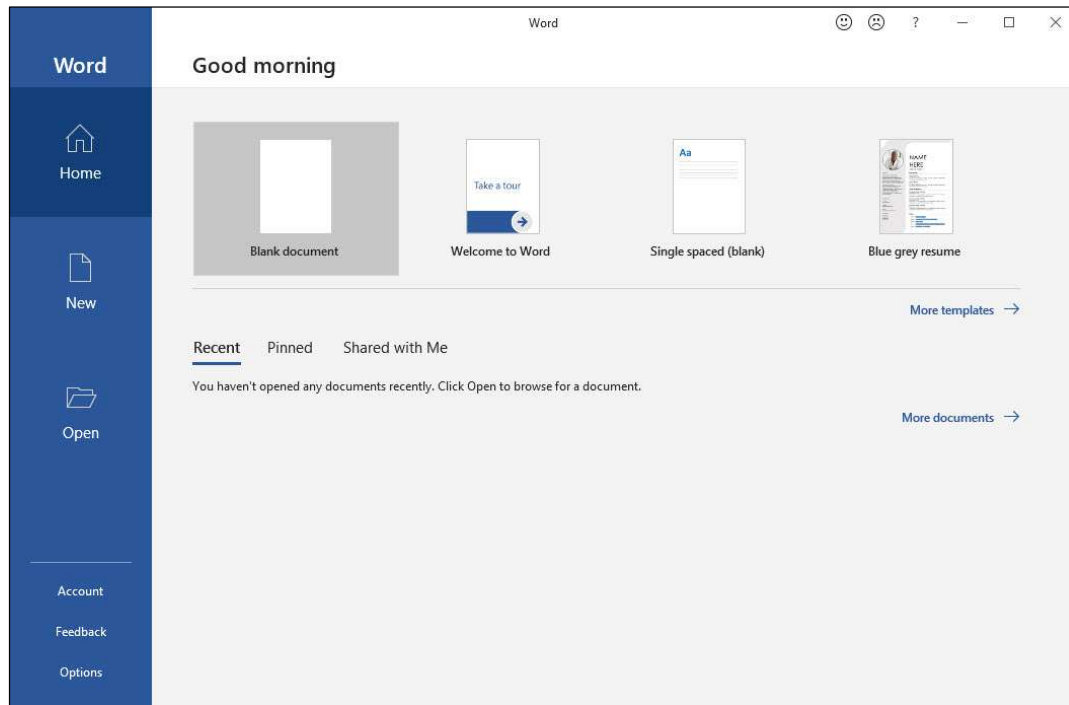 Word
?
Word
Good morning
Home
New
Open
Account
Feedback
Options
Take a tour
Aa
NAME
HERE
Blank document
Welcome to Word
Single spaced (blank)
Blue grey resume
More templates
Recent Pinned Shared with Me
You haven't opened any documents recently. Click Open to browse for a document.
More documents